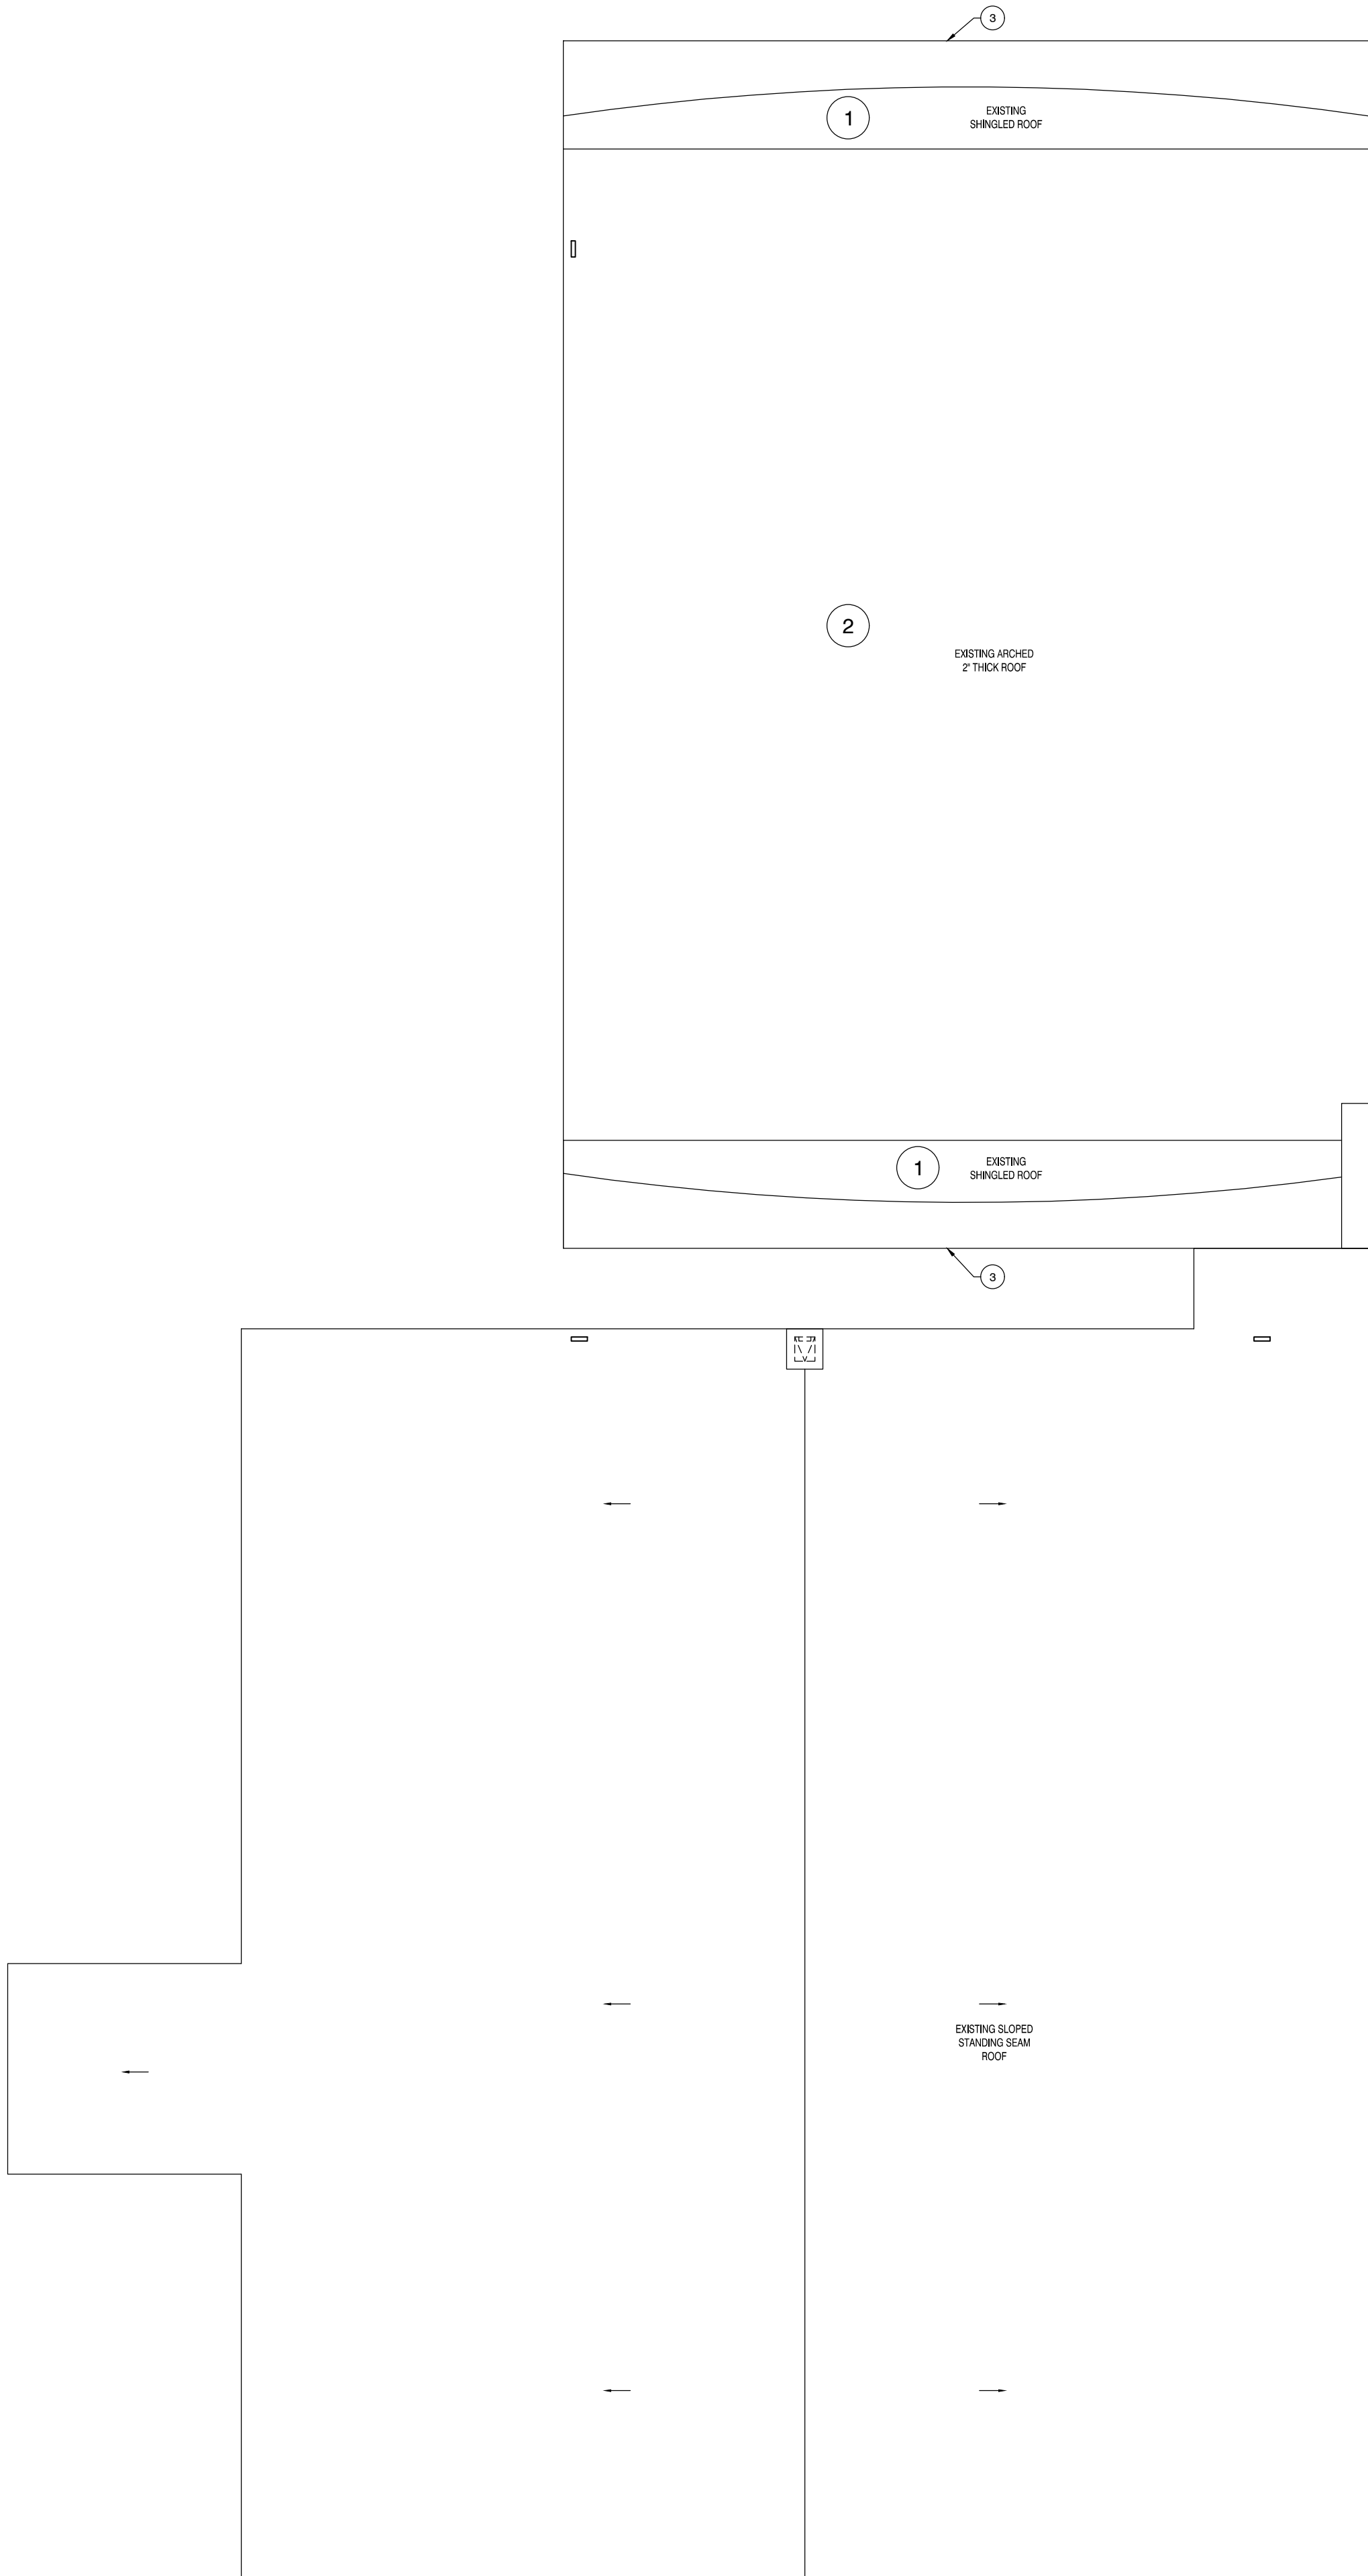 3
1
EXISTING
SHINGLED ROOF
2
EXISTING ARCHED
2" THICK ROOF
1
EXISTING
SHINGLED ROOF
3
EXISTING SLOPED
STANDING SEAM
ROOF